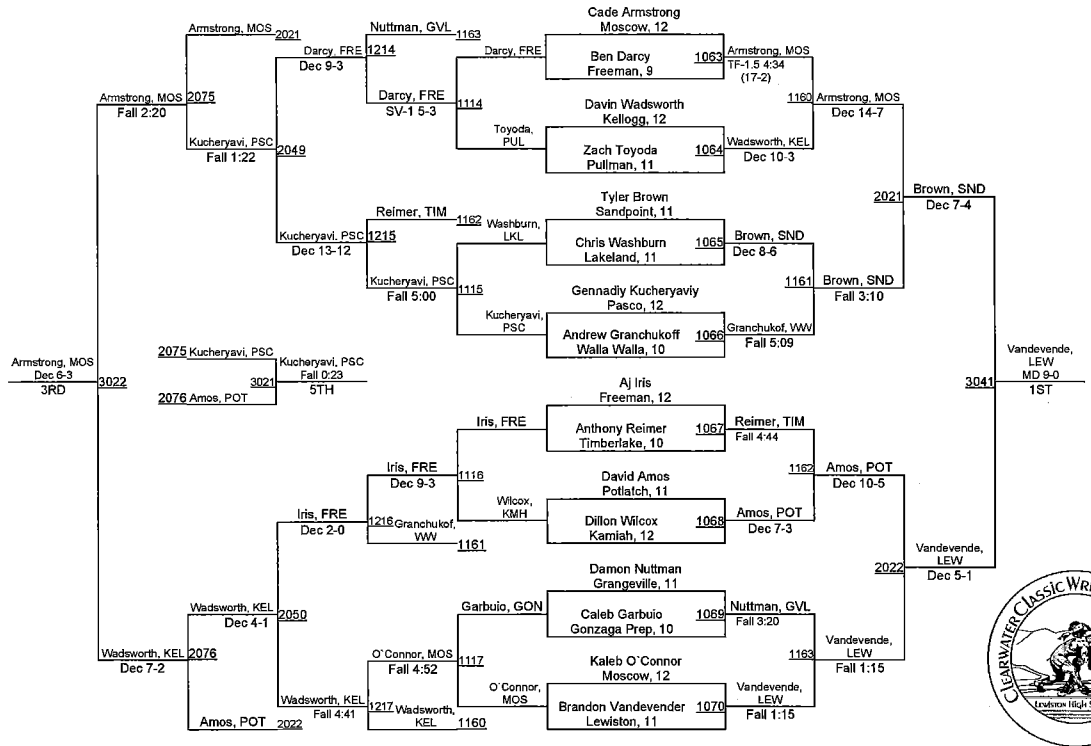 Cade Armstrong
Moscow, 12
Ben Darcy
Freeman, 9
1063
Armstrong, MOS
TF-1.5 4:34
(17-2)
Davin Wadsworth
Kellogg, 12
Zach Toyoda
Pullman, 11
1064
Wadsworth, KEL
Dec 10-3
1160
Armstrong, MOS
Dec 14-7
Tyler Brown
Sandpoint, 11
Chris Washburn
Lakeland, 11
1065
Brown, SND
Dec 8-6
Gennadiy Kucheryaviy
Pasco, 12
Andrew Granchukoff
Walla Walla, 10
1066
Granchukof, WW
Fall 5:09
1161
Brown, SND
Fall 3:10
2021
Brown, SND
Dec 7-4
Aj Iris
Freeman, 12
Anthony Reimer
Timberlake, 10
1067
Reimer, TIM
Fall 4:44
David Amos
Potlatch, 11
Dillon Wilcox
Kamiah, 12
1068
Amos, POT
Dec 7-3
1162
Amos, POT
Dec 10-5
Damon Nuttman
Grangeville, 11
Caleb Garbuio
Gonzaga Prep, 10
1069
Nuttman, GVL
Fall 3:20
Kaleb O`Connor
Moscow, 12
Brandon Vandevender
Lewiston, 11
1070
Vandevende,
LEW
Fall 1:15
1163
Vandevende,
LEW
Fall 1:15
2022
Vandevende,
LEW
Dec 5-1
3041
Vandevende,
LEW
MD 9-0
1ST
Armstrong, MOS
2021
Nuttman, GVL
1163
Darcy, FRE
Darcy, FRE
1214
Dec 9-3
Darcy, FRE
SV-1 5-3
1114
Toyoda,
PUL
Armstrong, MOS
2075
Fall 2:20
Kucheryavi, PSC
Fall 1:22
2049
Reimer, TIM
1162
Washburn,
LKL
Kucheryavi, PSC
1215
Dec 13-12
Kucheryavi, PSC
Fall 5:00
1115
Kucheryavi,
PSC
Armstrong, MOS
Dec 6-3
3RD
3022
2075 Kucheryavi, PSC
3021
2076 Amos, POT
Kucheryavi, PSC
Fall 0:23
5TH
Iris, FRE
Iris, FRE
Dec 9-3
1116
Wilcox,
KMH
Iris, FRE
Dec 2-0
1216
Granchukof,
WW
1161
Wadsworth, KEL
Dec 4-1
2050
Garbuio, GON
O`Connor, MOS
Fall 4:52
1117
O`Connor,
MOS
Wadsworth, KEL
Dec 7-2
2076
Wadsworth, KEL
Fall 4:41
1217
Wadsworth,
KEL
1160
Amos, POT
2022
CLEARWATER CLASSIC WR
LEWISTON HIGH S